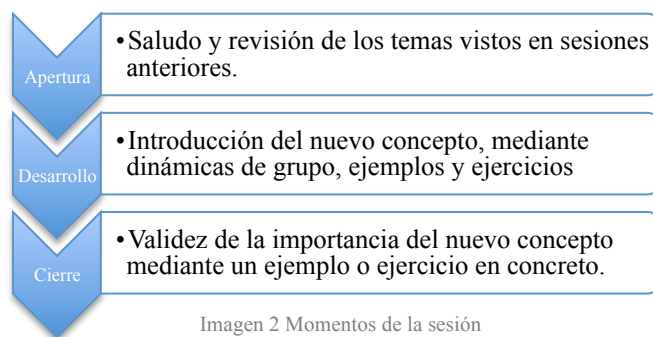 Apertura
•Saludo y revisión de los temas vistos en sesiones
anteriores.
Desarrollo
•Introducción del nuevo concepto, mediante
dinámicas de grupo, ejemplos y ejercicios
Cierre
•Validez de la importancia del nuevo concepto
mediante un ejemplo o ejercicio en concreto.
Imagen 2 Momentos de la sesión